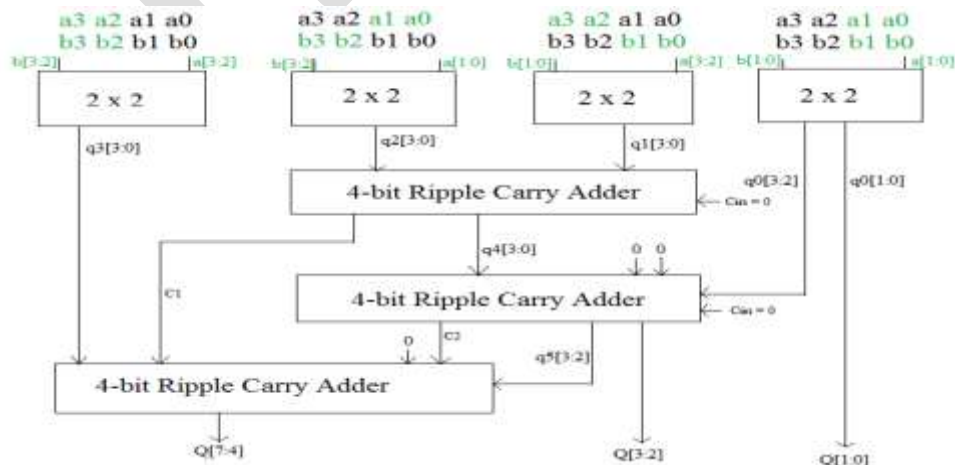 a3 a2 a1 a0
b3 b2 b1 b0
a3 a2 a1 a0
b3 b2 b1 b0
a3 a2 a1 a0
b3 b2 b1 b0
a3 a2 a1 a0
b3 b2 b1 b0
b[3:2]
a[3:2]
b[3:2]
a[1:0]
b[1:0]
a[3:2]
b[1:0]
a[1:0]
2 x 2
2 x 2
2 x 2
2 x 2
q3[3:0]
q2[3:0]
q1[3:0]
q0[3:2]
q0[1:0]
4-bit Ripple Carry Adder
Cin = 0
q4[3:0]
0 0
C1
4-bit Ripple Carry Adder
Cin = 0
0
C2
q5[3:2]
4-bit Ripple Carry Adder
Q[7:4]
Q[3:2]
Q[1:0]